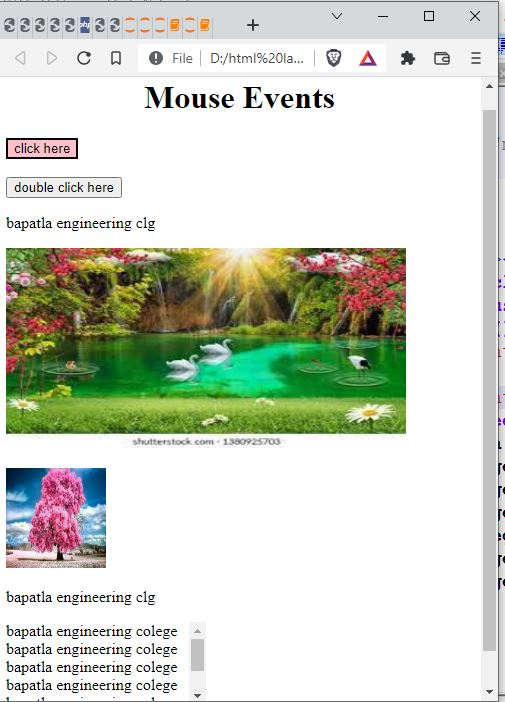 php
File D:/html%20la...
Mouse Events
click here
double click here
bapatla engineering clg
shutterstock.com · 1380925703
bapatla engineering clg
bapatla engineering colege
bapatla engineering colege
bapatla engineering colege
bapatla engineering colege